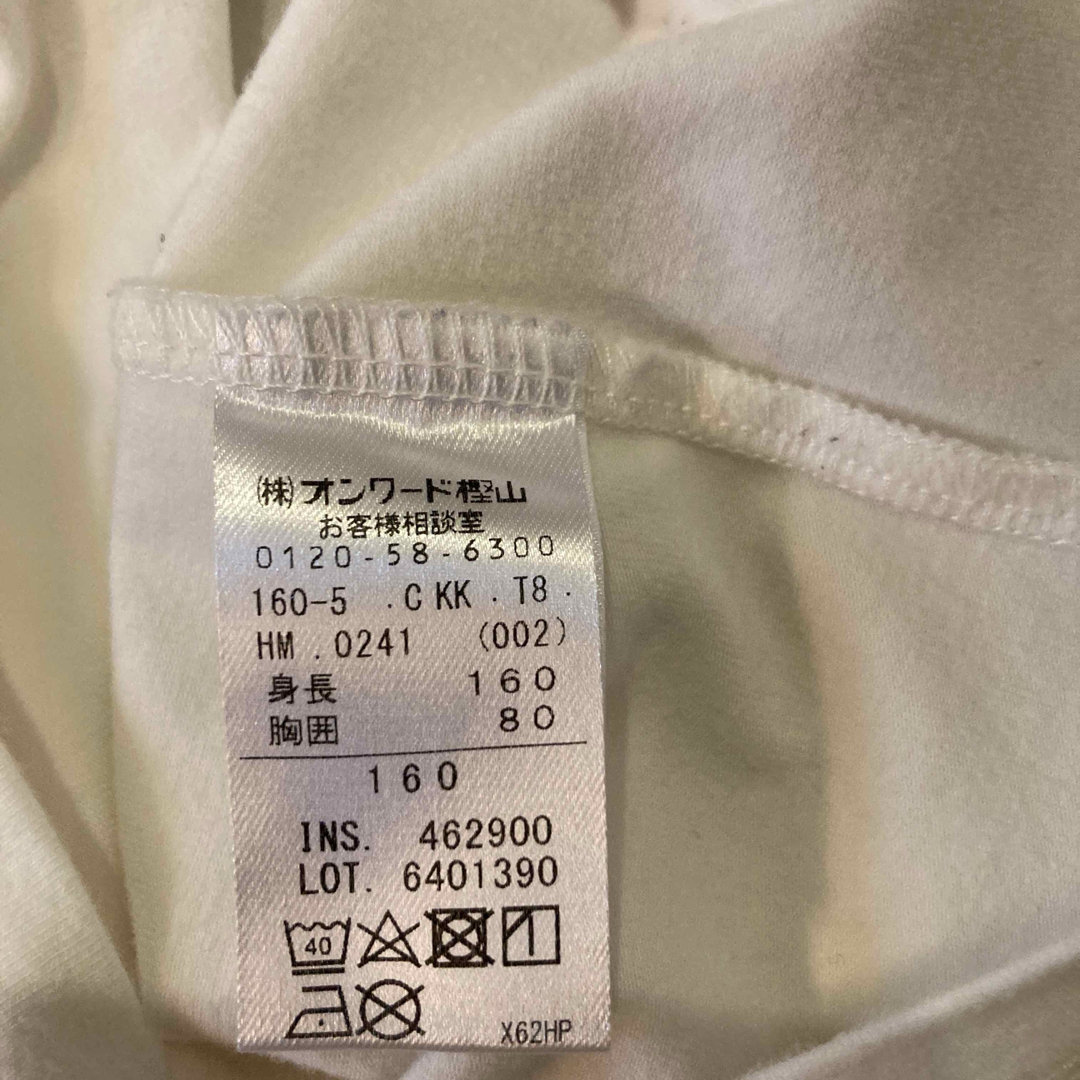 (株)オンワード樫山
お客様相談室
0120-58-6300
160-5 .C KK . T8 .
HM .0241 (002)
身長 160
胸囲 80
160
INS. 462900
LOT. 6401390
40
X62HP